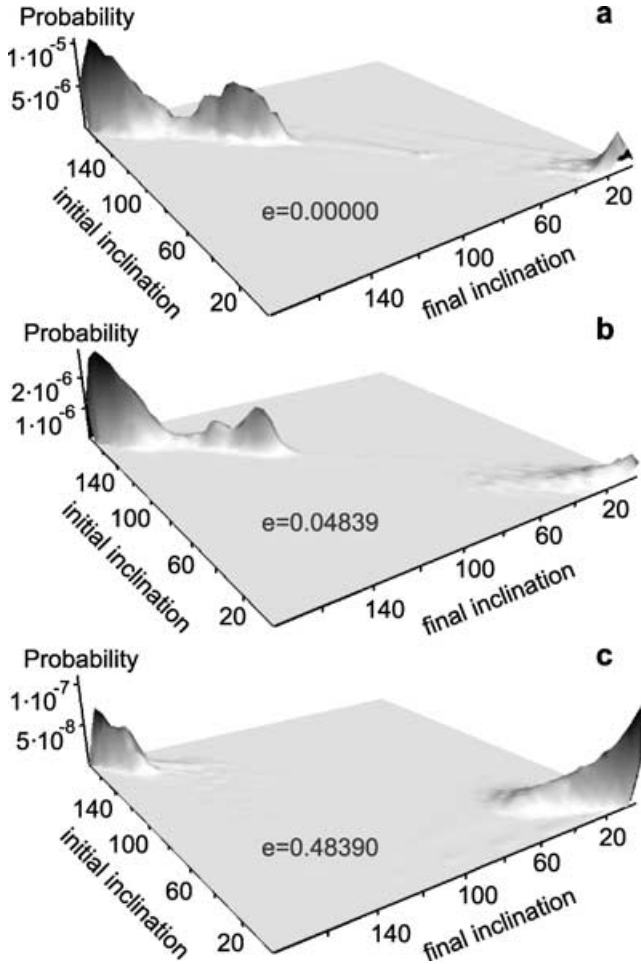 Probability
a
1·10⁻⁵
5·10⁻⁶
140
100
60
20
initial inclination
e=0.00000
140
100
60
20
final inclination
Probability
b
2·10⁻⁶
1·10⁻⁶
140
100
60
20
initial inclination
e=0.04839
140
100
60
20
final inclination
Probability
c
1·10⁻⁷
5·10⁻⁸
140
100
60
20
initial inclination
e=0.48390
140
100
60
20
final inclination